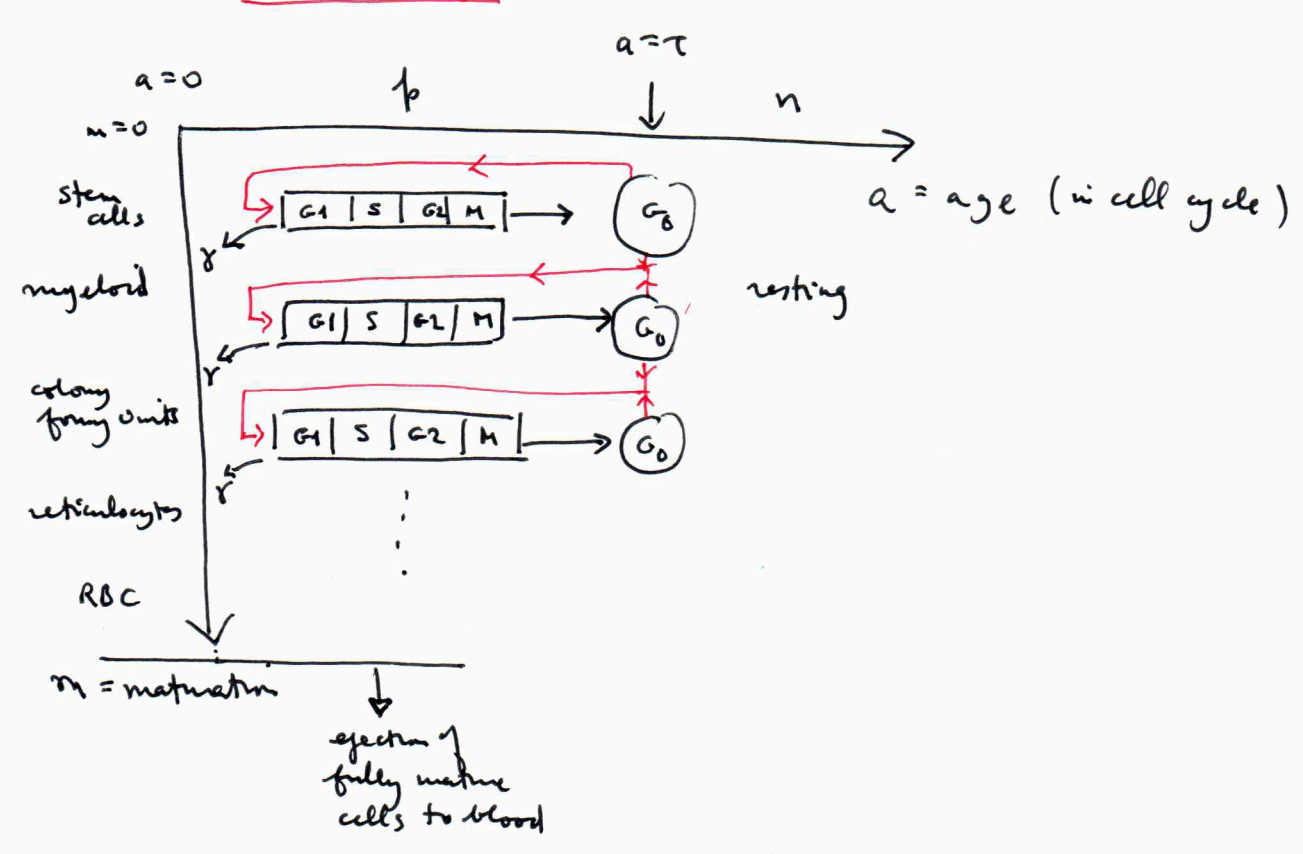 a = τ
a = 0
p
n
m = 0
a = age (in cell cycle)
stem
cells
G1 S G2 M
G0
γ
myeloid
resting
G1 S G2 M
G0
γ
colony
forming units
G1 S G2 M
G0
γ
reticulocytes
RBC
m = maturation
ejection of
fully mature
cells to blood